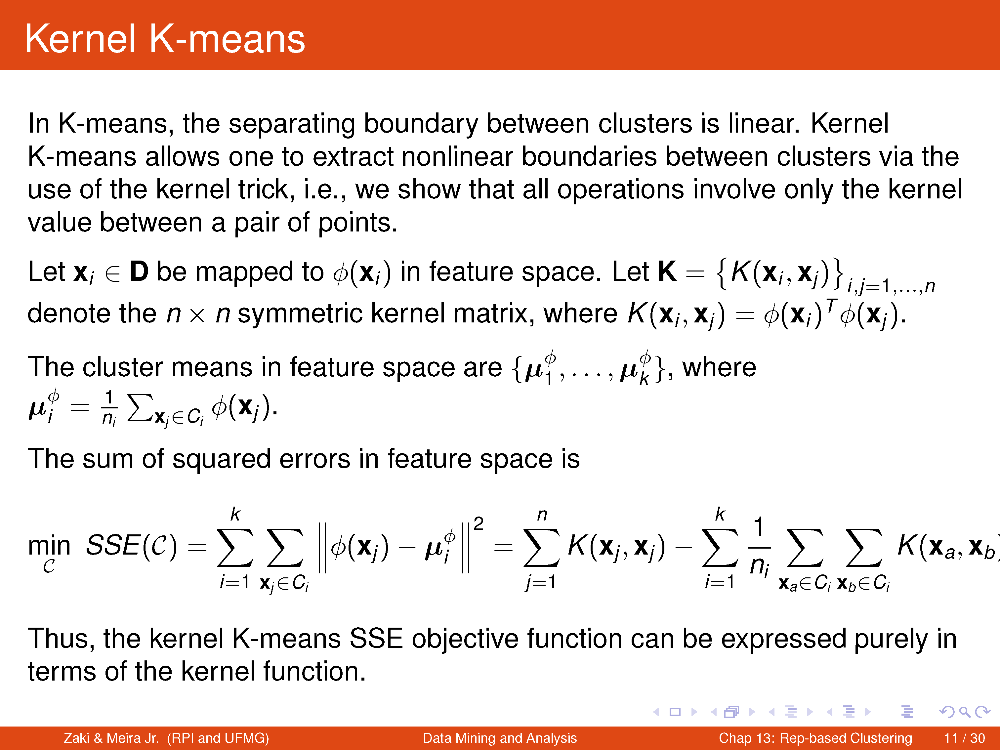 Kernel K-means
In K-means, the separating boundary between clusters is linear. Kernel
K-means allows one to extract nonlinear boundaries between clusters via the
use of the kernel trick, i.e., we show that all operations involve only the kernel
value between a pair of points.
Let $\mathbf{x}_i \in \mathbf{D}$ be mapped to $\phi(\mathbf{x}_i)$ in feature space. Let $\mathbf{K} = \left\{K(\mathbf{x}_i, \mathbf{x}_j)\right\}_{i,j=1,\ldots,n}$
denote the $n \times n$ symmetric kernel matrix, where $K(\mathbf{x}_i, \mathbf{x}_j) = \phi(\mathbf{x}_i)^T \phi(\mathbf{x}_j)$.
The cluster means in feature space are $\{\boldsymbol{\mu}_1^\phi, \ldots, \boldsymbol{\mu}_k^\phi\}$, where
$\boldsymbol{\mu}_i^\phi = \frac{1}{n_i} \sum_{\mathbf{x}_j \in C_i} \phi(\mathbf{x}_j)$.
The sum of squared errors in feature space is
$\min_{\mathcal{C}} SSE(\mathcal{C}) = \sum_{i=1}^{k} \sum_{\mathbf{x}_j \in C_i} \left\| \phi(\mathbf{x}_j) - \boldsymbol{\mu}_i^\phi \right\|^2 = \sum_{j=1}^{n} K(\mathbf{x}_j, \mathbf{x}_j) - \sum_{i=1}^{k} \frac{1}{n_i} \sum_{\mathbf{x}_a \in C_i} \sum_{\mathbf{x}_b \in C_i} K(\mathbf{x}_a, \mathbf{x}_b)$
Thus, the kernel K-means SSE objective function can be expressed purely in
terms of the kernel function.
Zaki & Meira Jr. (RPI and UFMG) Data Mining and Analysis Chap 13: Rep-based Clustering 11 / 30